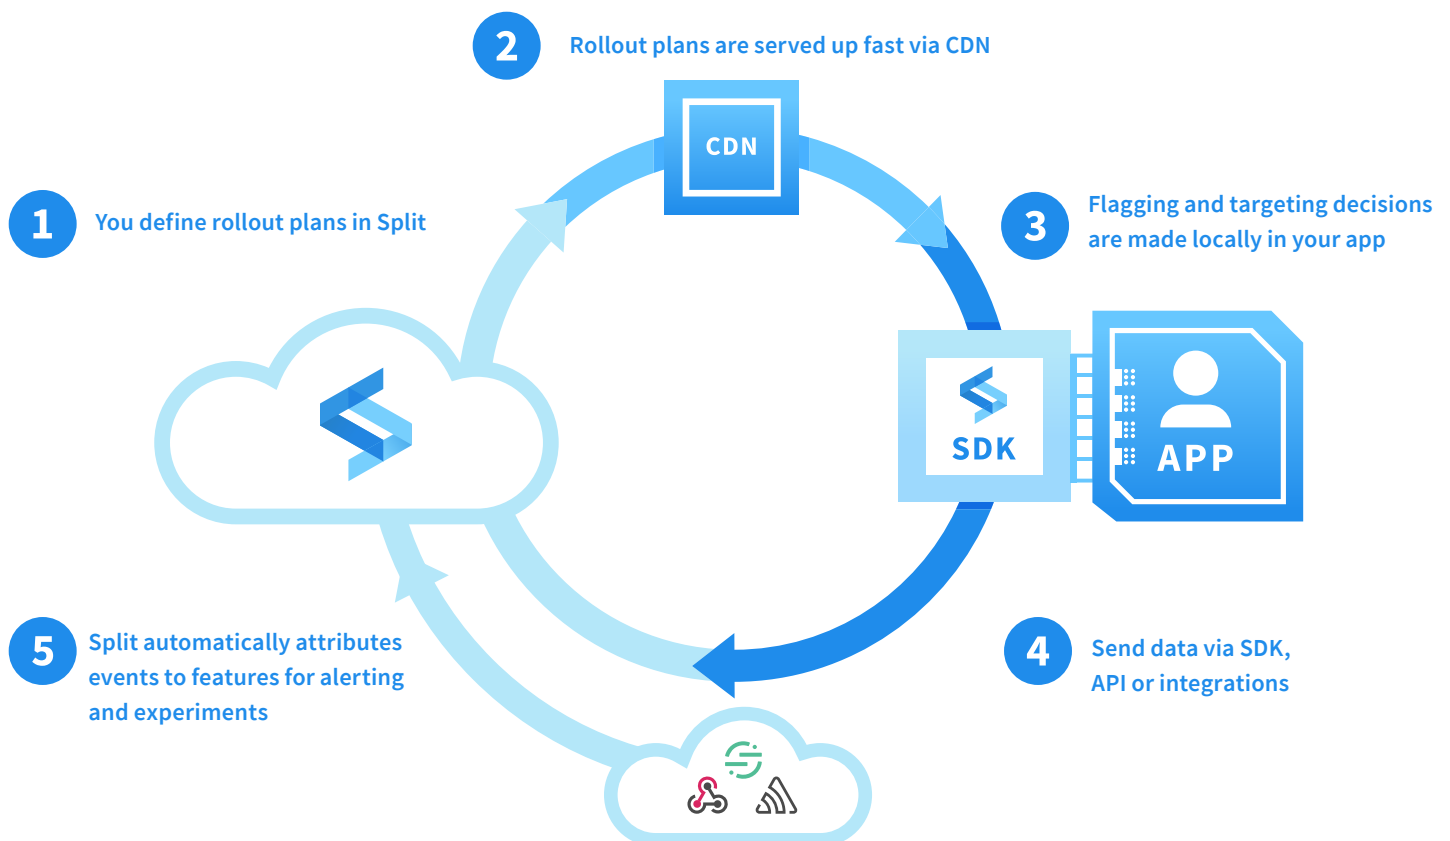 2
Rollout plans are served up fast via CDN
CDN
1
You define rollout plans in Split
3
Flagging and targeting decisions
are made locally in your app
SDK
APP
5
Split automatically attributes
events to features for alerting
and experiments
4
Send data via SDK,
API or integrations